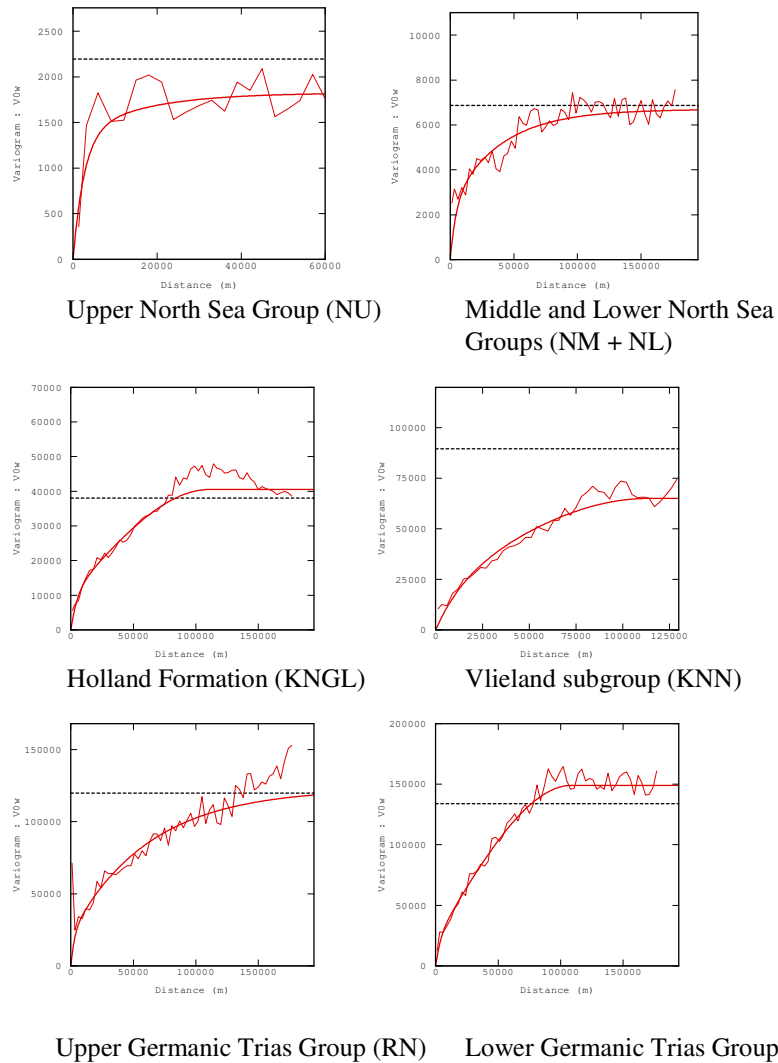 2500
2000
1500
1000
500
0
Variogram : V0w
0 20000 40000 60000
Distance (m)
Upper North Sea Group (NU)
10000
8000
6000
4000
2000
0
Variogram : V0w
0 50000 100000 150000
Distance (m)
Middle and Lower North Sea
Groups (NM + NL)
70000
60000
50000
40000
30000
20000
10000
0
Variogram : V0w
0 50000 100000 150000
Distance (m)
Holland Formation (KNGL)
100000
75000
50000
25000
0
Variogram : V0w
25000 50000 75000 100000 125000
Distance (m)
Vlieland subgroup (KNN)
150000
100000
50000
0
Variogram : V0w
0 50000 100000 150000
Distance (m)
Upper Germanic Trias Group (RN)
200000
150000
100000
50000
0
Variogram : V0w
0 50000 100000 150000
Distance (m)
Lower Germanic Trias Group